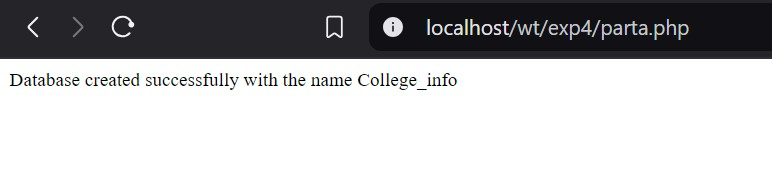 localhost/wt/exp4/parta.php
Database created successfully with the name College_info